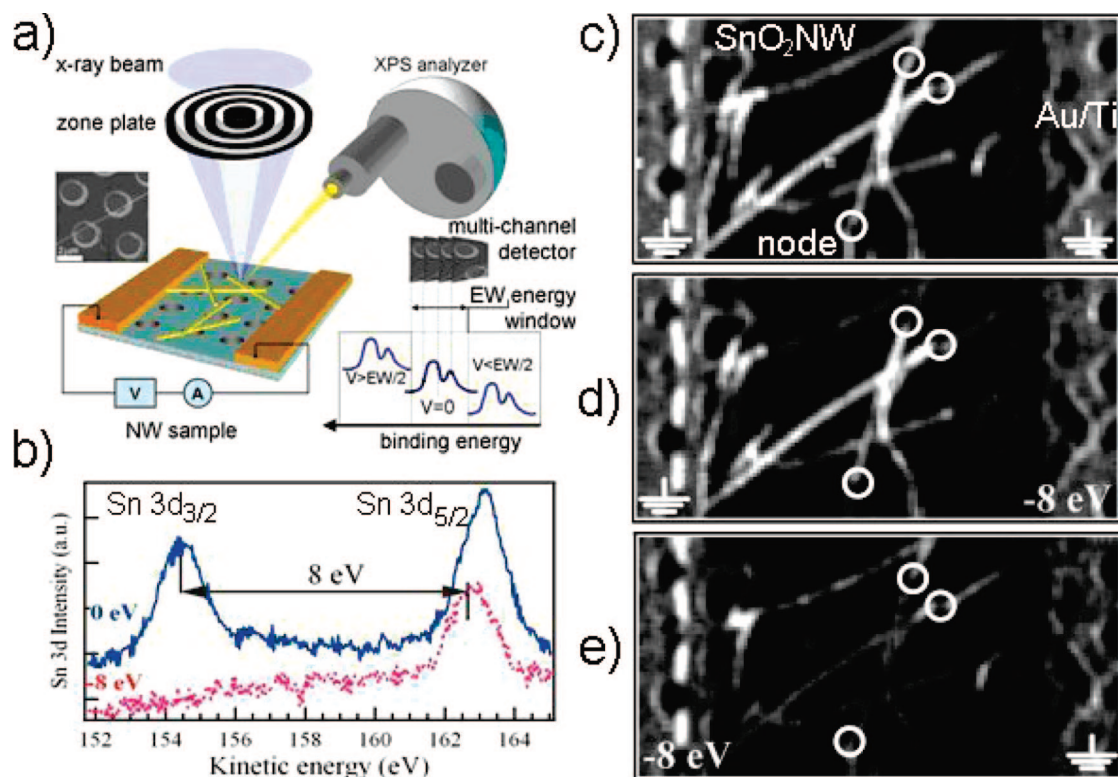 a)
x-ray beam
zone plate
XPS analyzer
multi-channel
detector
EW energy
window
V>EW/2
V=0
V<EW/2
binding energy
V
A
NW sample
b)
Sn 3d3/2
Sn 3d5/2
8 eV
0 eV
-8 eV
Sn 3d Intensity (a.u.)
152 154 156 158 160 162 164
Kinetic energy (eV)
c)
SnO2NW
Au/Ti
node
d)
-8 eV
e)
-8 eV